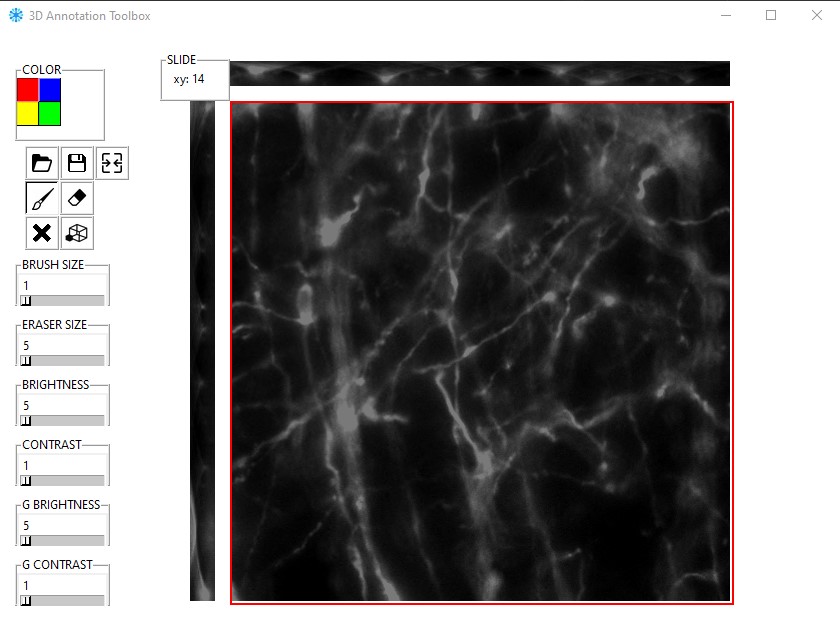 3D Annotation Toolbox
SLIDE
xy: 14
COLOR
BRUSH SIZE
1
ERASER SIZE
5
BRIGHTNESS
5
CONTRAST
1
G BRIGHTNESS
5
G CONTRAST
1